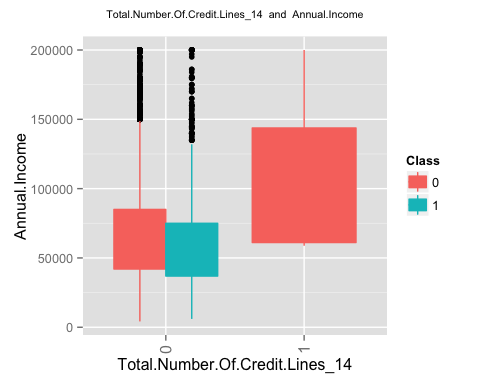 Total.Number.Of.Credit.Lines_14 and Annual.Income
200000
150000
100000
50000
0
Annual.Income
0
1
Total.Number.Of.Credit.Lines_14
Class
0
1